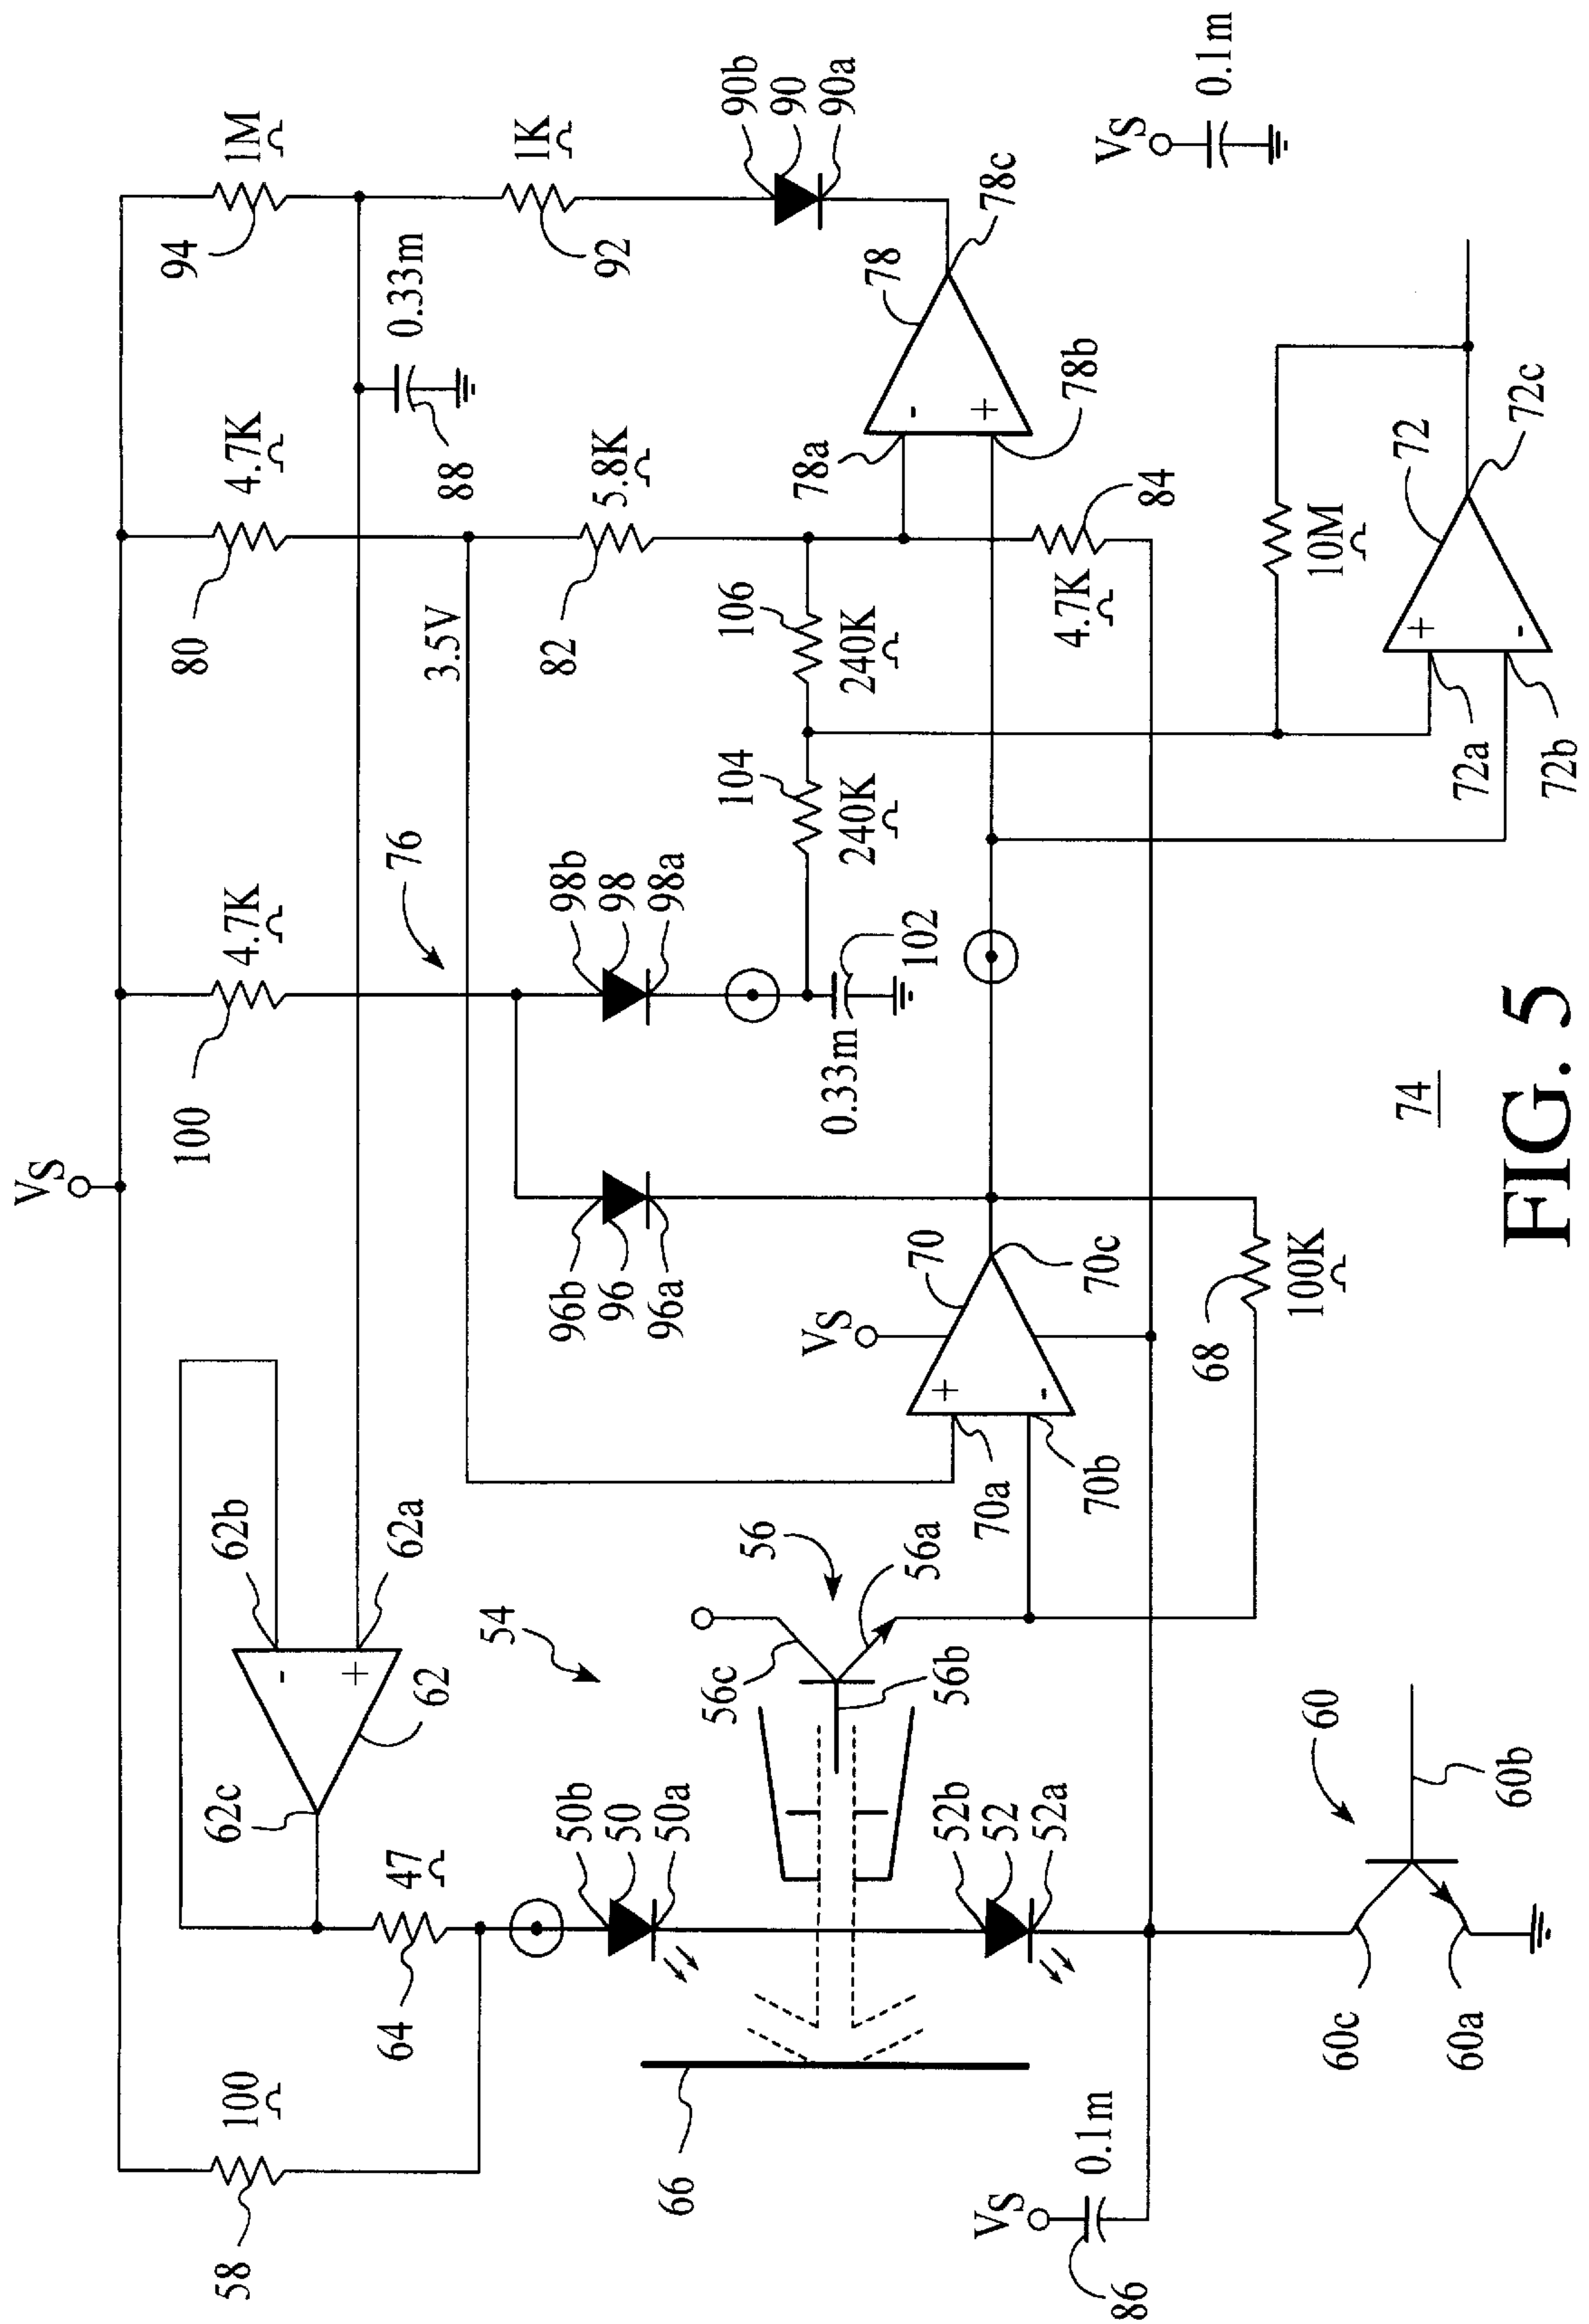 VS
94
1M
Ω
80
4.7K
Ω
100
4.7K
Ω
58
100
Ω
62b
62a
62
62c
88
0.33m
92
1K
Ω
90b
90
90a
82
5.8K
Ω
3.5V
76
64
47
Ω
50b
50
50a
54
56
56a
56b
56c
96b
96
96a
98b
98
98a
104
240K
Ω
106
240K
Ω
0.33m
102
78a
78
78b
78c
-
+
4.7K
Ω
84
VS
0.1m
VS
70
70a
70b
70c
+
-
52b
52
52a
66
VS
0.1m
86
68
100K
Ω
60
60b
60c
60a
10M
Ω
72
72a
72b
72c
+
-
-
+
74
FIG. 5